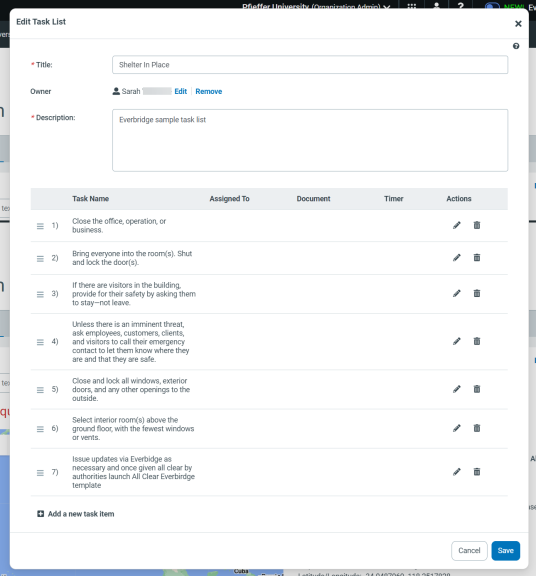 Pfieffer University (Organization Admin)
NEW!
Edit Task List
* Title:
Shelter In Place
Owner
Sarah
Edit
Remove
* Description:
Everbridge sample task list
Task Name Assigned To Document Timer Actions
1) Close the office, operation, or
business.
2) Bring everyone into the room(s). Shut
and lock the door(s).
3) If there are visitors in the building,
provide for their safety by asking them
to stay—not leave.
4) Unless there is an imminent threat,
ask employees, customers, clients,
and visitors to call their emergency
contact to let them know where they
are and that they are safe.
5) Close and lock all windows, exterior
doors, and any other openings to the
outside.
6) Select interior room(s) above the
ground floor, with the fewest windows
or vents.
7) Issue updates via Everbidge as
necessary and once given all clear by
authorities launch All Clear Everbirdge
template
Add a new task item
Cancel
Save
Cuba